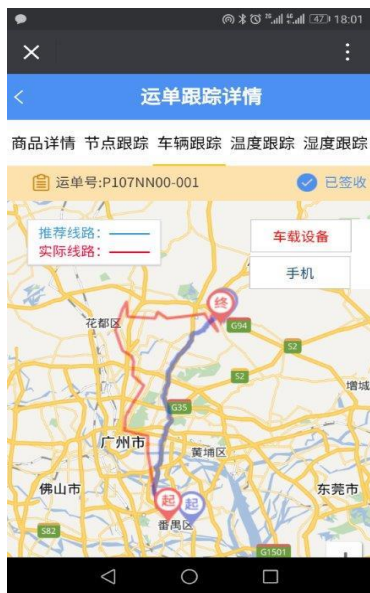 18:01
运单跟踪详情
商品详情 节点跟踪 车辆跟踪 温度跟踪 湿度跟踪
运单号:P107NN00-001 已签收
推荐线路:
实际线路:
车载设备
手机
终
花都区
G94
S2
S2
增城
G35
广州市
黄埔区
佛山市
东莞市
起
起
番禺区
S82
G1501